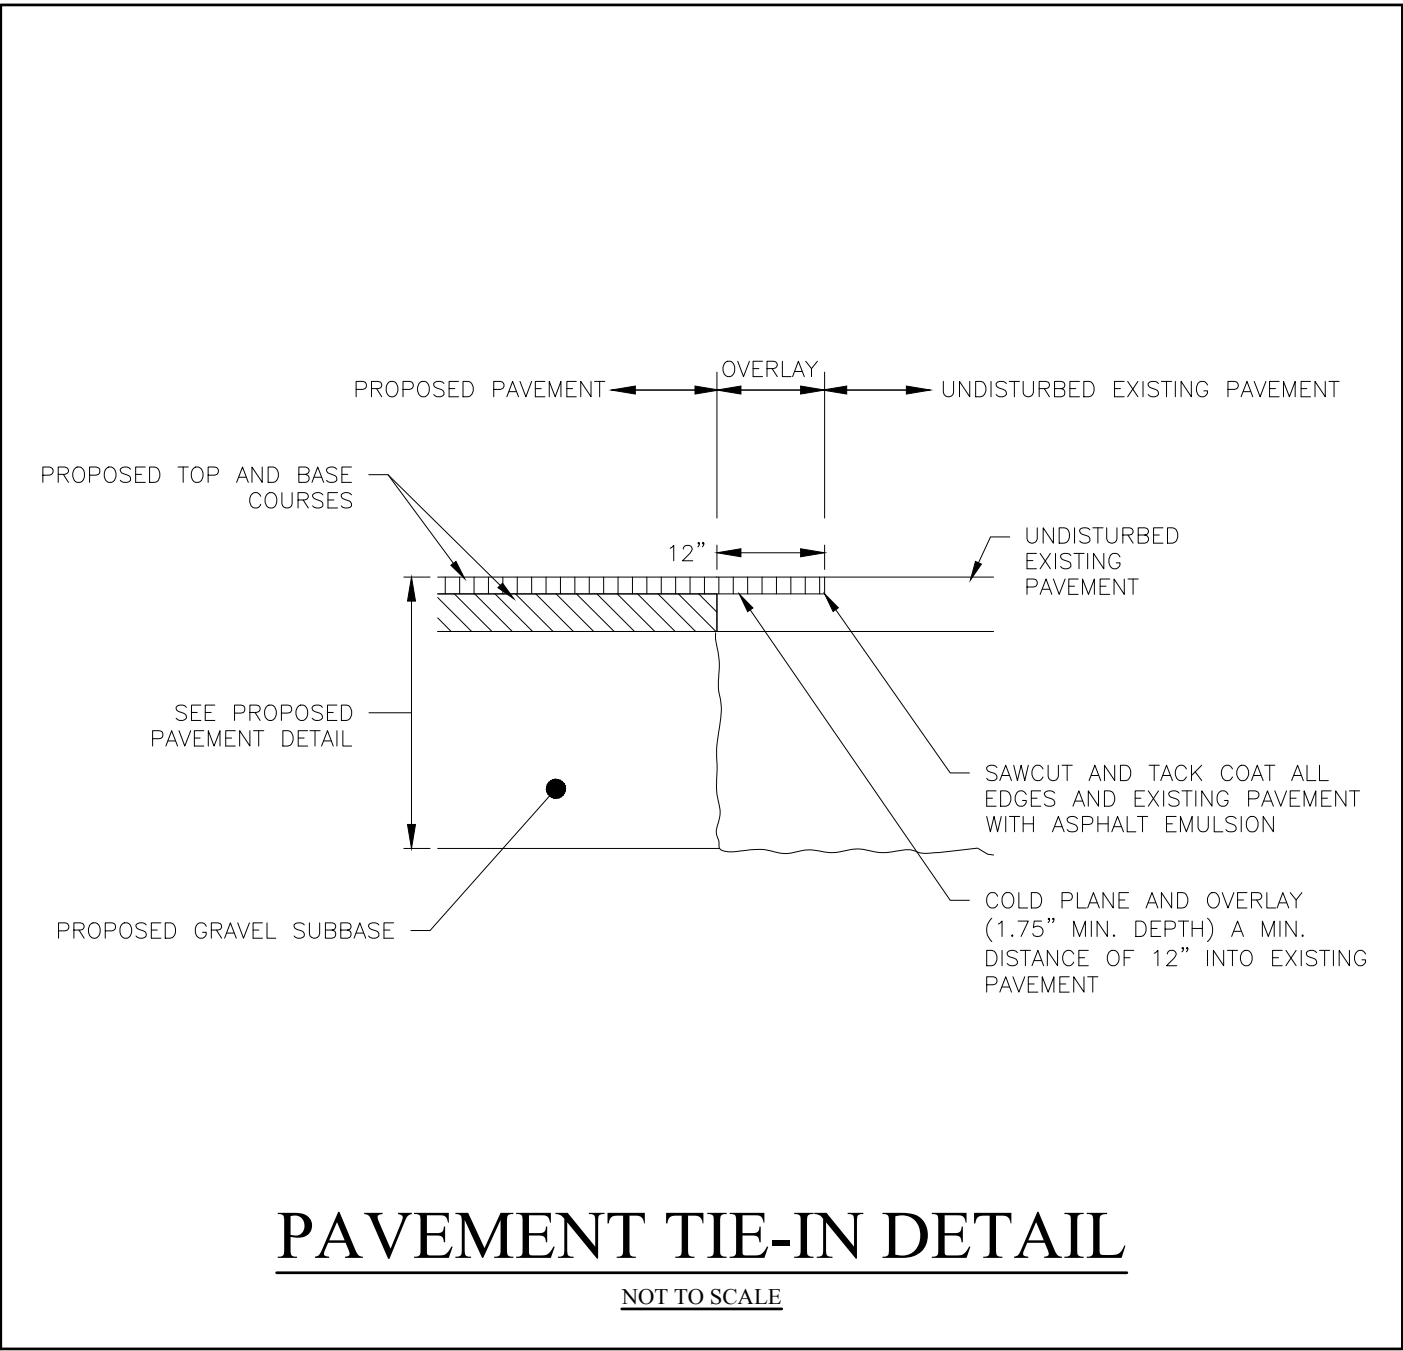 OVERLAY
PROPOSED PAVEMENT
UNDISTURBED EXISTING PAVEMENT
PROPOSED TOP AND BASE
COURSES
12”
UNDISTURBED
EXISTING
PAVEMENT
SEE PROPOSED
PAVEMENT DETAIL
SAWCUT AND TACK COAT ALL
EDGES AND EXISTING PAVEMENT
WITH ASPHALT EMULSION
PROPOSED GRAVEL SUBBASE
COLD PLANE AND OVERLAY
(1.75” MIN. DEPTH) A MIN.
DISTANCE OF 12” INTO EXISTING
PAVEMENT
PAVEMENT TIE-IN DETAIL
NOT TO SCALE